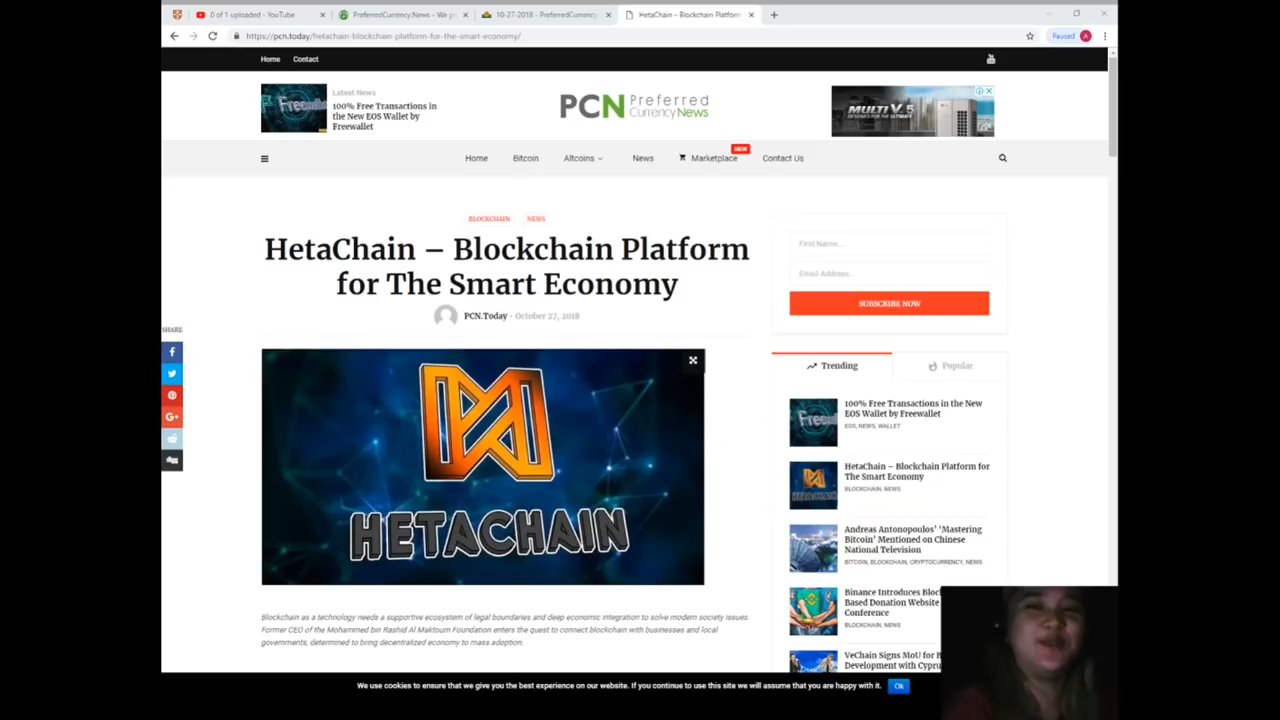 0 of 1 uploaded - YouTube
PreferredCurrency.News – We p
10-27-2018 - PreferredCurrency
HetaChain – Blockchain Platform
https://pcn.today/hetachain-blockchain-platform-for-the-smart-economy/
Paused
A
Home
Contact
Latest News
100% Free Transactions in
the New EOS Wallet by
Freewallet
PCN Preferred
CurrencyNews
MULTI V.5
Home
Bitcoin
Altcoins
News
Marketplace
NEW
Contact Us
BLOCKCHAIN
NEWS
HetaChain – Blockchain Platform
for The Smart Economy
PCN.Today - October 27, 2018
SHARE
HETACHAIN
Blockchain as a technology needs a supportive ecosystem of legal boundaries and deep economic integration to solve modern society issues.
Former CEO of the Mohammed bin Rashid Al Maktoum Foundation enters the quest to connect blockchain with businesses and local
governments, determined to bring decentralized economy to mass adoption.
First Name...
Email Address..
SUBSCRIBE NOW
Trending
Popular
100% Free Transactions in the New
EOS Wallet by Freewallet
EOS, NEWS, WALLET
HetaChain – Blockchain Platform for
The Smart Economy
BLOCKCHAIN, NEWS
Andreas Antonopoulos' 'Mastering
Bitcoin' Mentioned on Chinese
National Television
BITCOIN, BLOCKCHAIN, CRYPTOCURRENCY, NEWS
Binance Introduces Bloc
Based Donation Website
Conference
BLOCKCHAIN, NEWS
VeChain Signs MoU for B
Development with Cypru
We use cookies to ensure that we give you the best experience on our website. If you continue to use this site we will assume that you are happy with it.
Ok